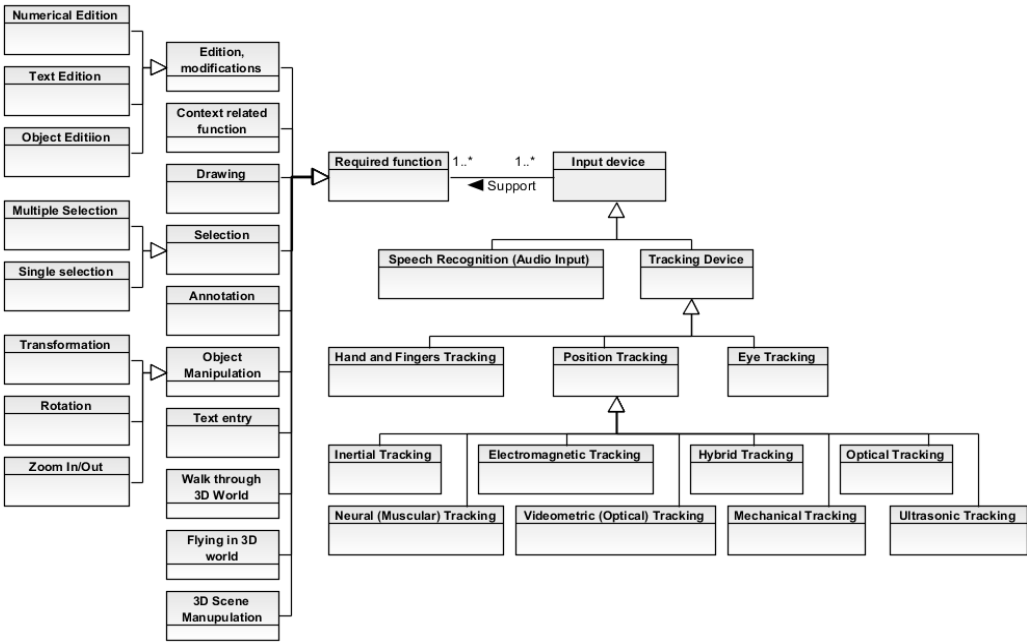 Numerical Edition
Text Edition
Object Editiion
Multiple Selection
Single selection
Transformation
Rotation
Zoom In/Out
Edition,
modifications
Context related
function
Drawing
Selection
Annotation
Object
Manipulation
Text entry
Walk through
3D World
Flying in 3D
world
3D Scene
Manupulation
Required function
1..*
1..*
Support
Input device
Speech Recognition (Audio Input)
Tracking Device
Hand and Fingers Tracking
Position Tracking
Eye Tracking
Inertial Tracking
Electromagnetic Tracking
Hybrid Tracking
Optical Tracking
Neural (Muscular) Tracking
Videometric (Optical) Tracking
Mechanical Tracking
Ultrasonic Tracking